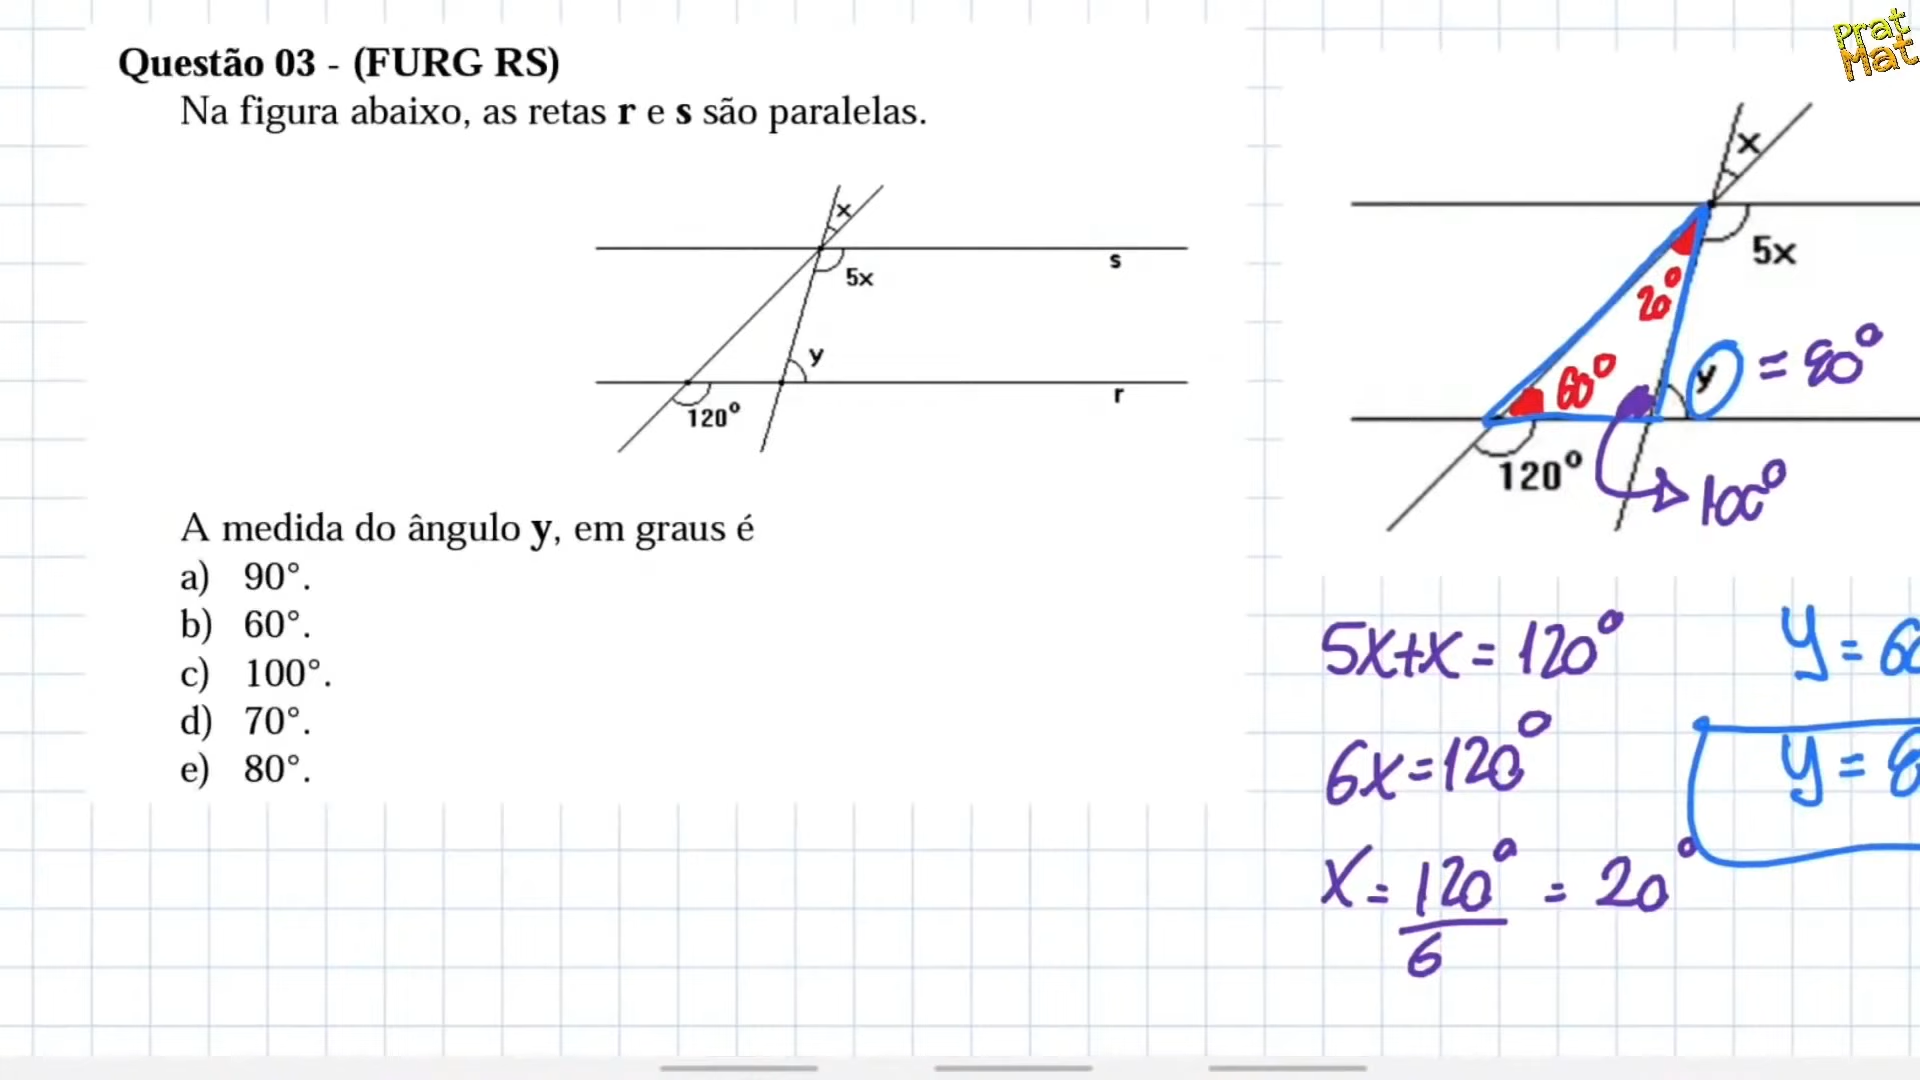 Questão 03 - (FURG RS)
Na figura abaixo, as retas r e s são paralelas.
x
s
5x
y
r
120°
A medida do ângulo y, em graus é
a) 90°.
b) 60°.
c) 100°.
d) 70°.
e) 80°.
Prat
Mat
x
5x
20°
60°
y = 80°
120°
100°
5x+x = 120°
6x=120°
x = 120° = 20°
6
y = 60
y = 8